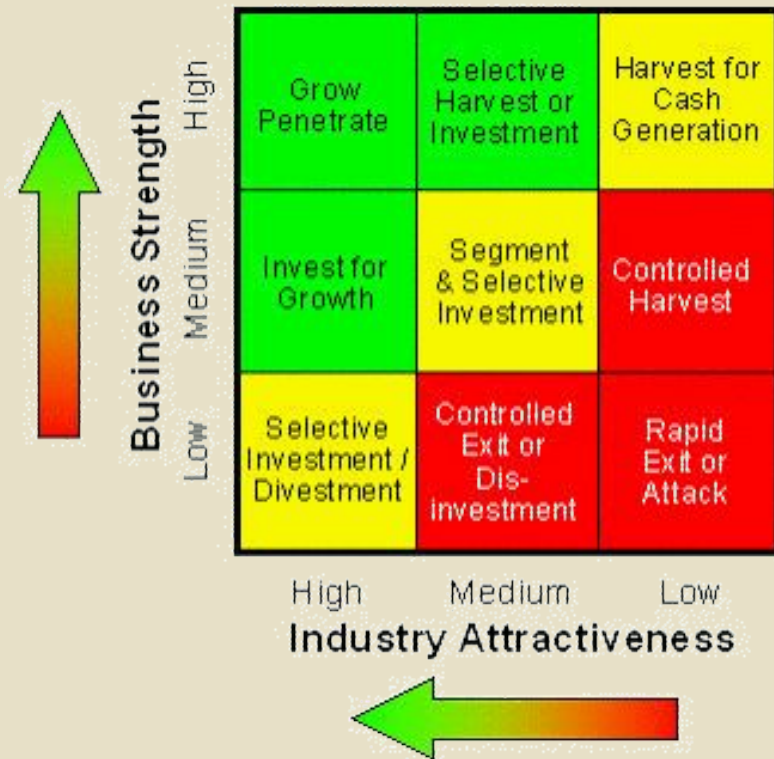 Business Strength
High
Medium
Low
Grow
Penetrate
Selective
Harvest or
Investment
Harvest for
Cash
Generation
Invest for
Growth
Segment
& Selective
Investment
Controlled
Harvest
Selective
Investment /
Divestment
Controlled
Exit or
Dis-
investment
Rapid
Exit or
Attack
High
Medium
Low
Industry Attractiveness